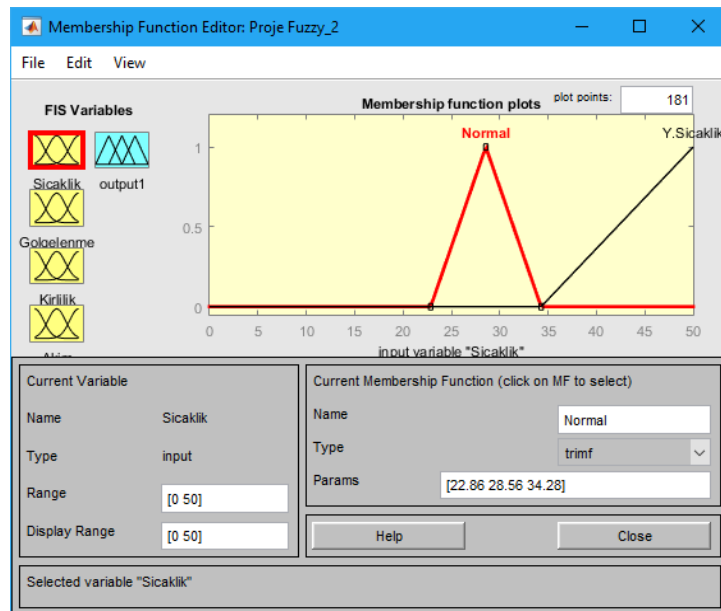 Membership Function Editor: Proje Fuzzy_2
File Edit View
FIS Variables
Membership function plots
plot points:
181
Normal
Y.Sicaklik
Sicaklik
output1
Golgelenme
Kirlilik
1
0.5
0
0 5 10 15 20 25 30 35 40 45 50
input variable "Sicaklik"
Current Variable
Name Sicaklik
Type input
Range [0 50]
Display Range [0 50]
Current Membership Function (click on MF to select)
Name Normal
Type trimf
Params [22.86 28.56 34.28]
Help Close
Selected variable "Sicaklik"